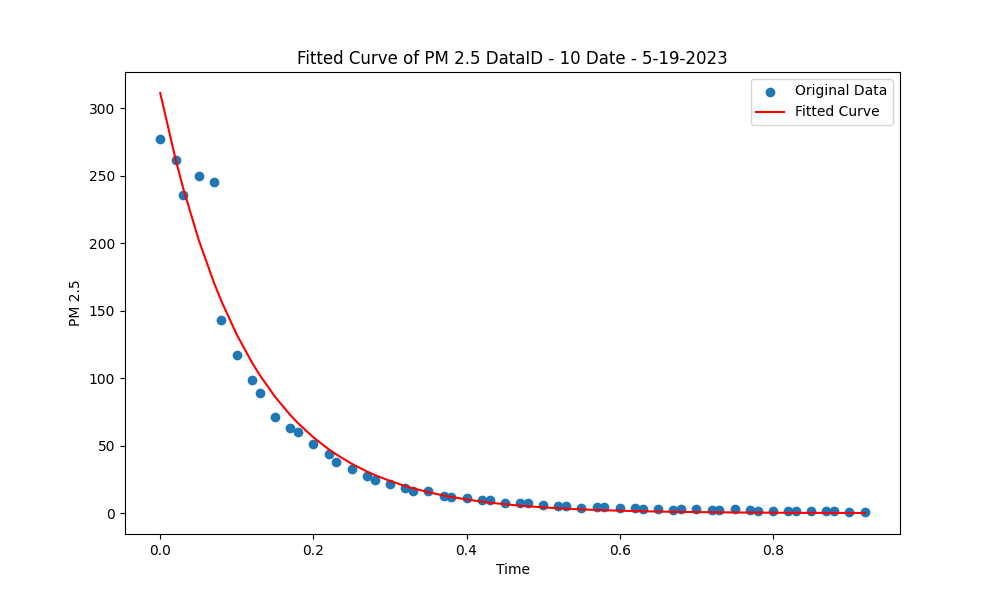 Fitted Curve of PM 2.5 DataID - 10 Date - 5-19-2023
Original Data
Fitted Curve
300
250
200
150
100
50
0
PM 2.5
0.0 0.2 0.4 0.6 0.8
Time